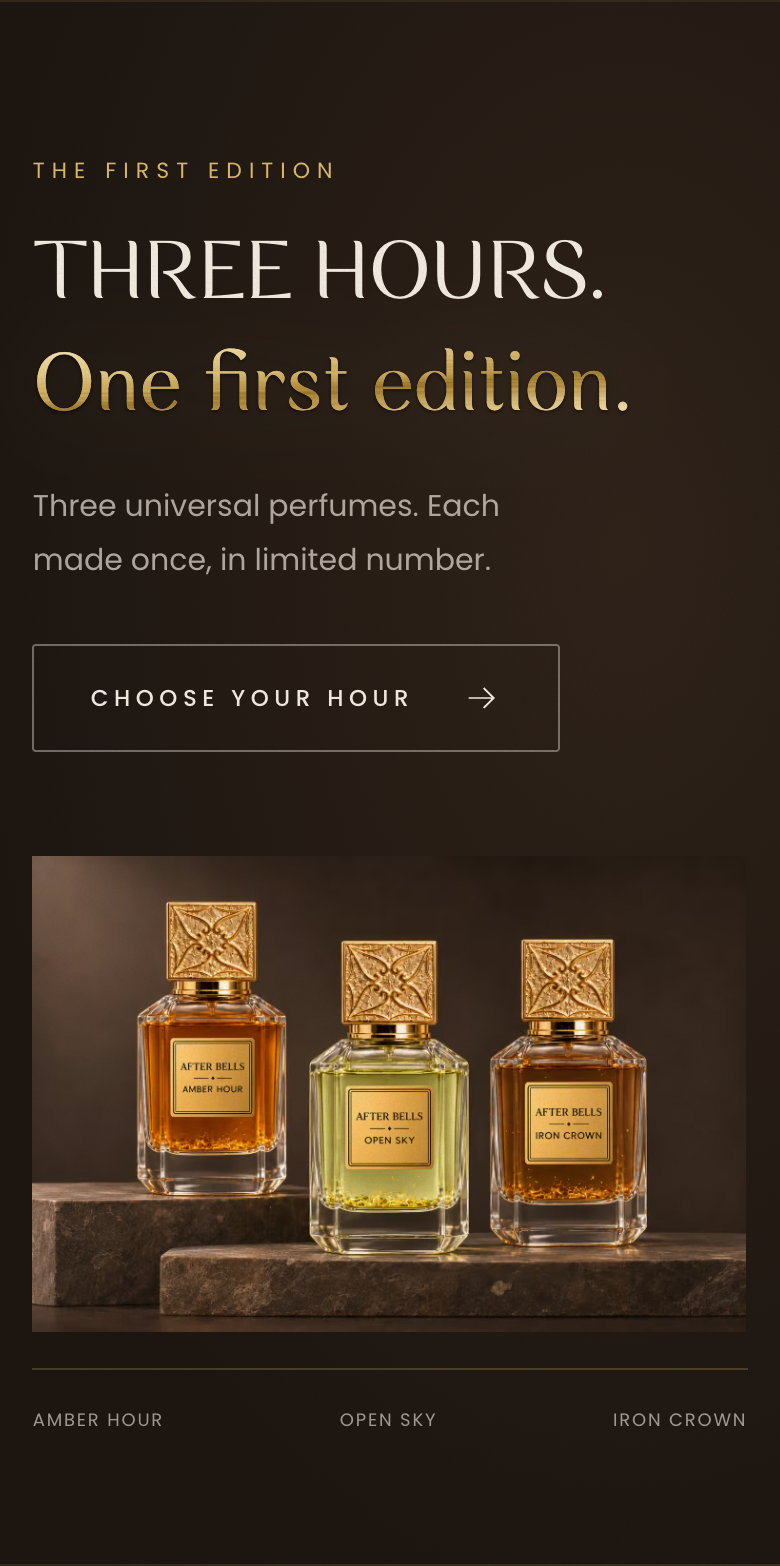 THE FIRST EDITION
THREE HOURS.
One first edition.
Three universal perfumes. Each
made once, in limited number.
CHOOSE YOUR HOUR →
AFTER BELLS
AMBER HOUR
AFTER BELLS
OPEN SKY
AFTER BELLS
IRON CROWN
AMBER HOUR OPEN SKY IRON CROWN